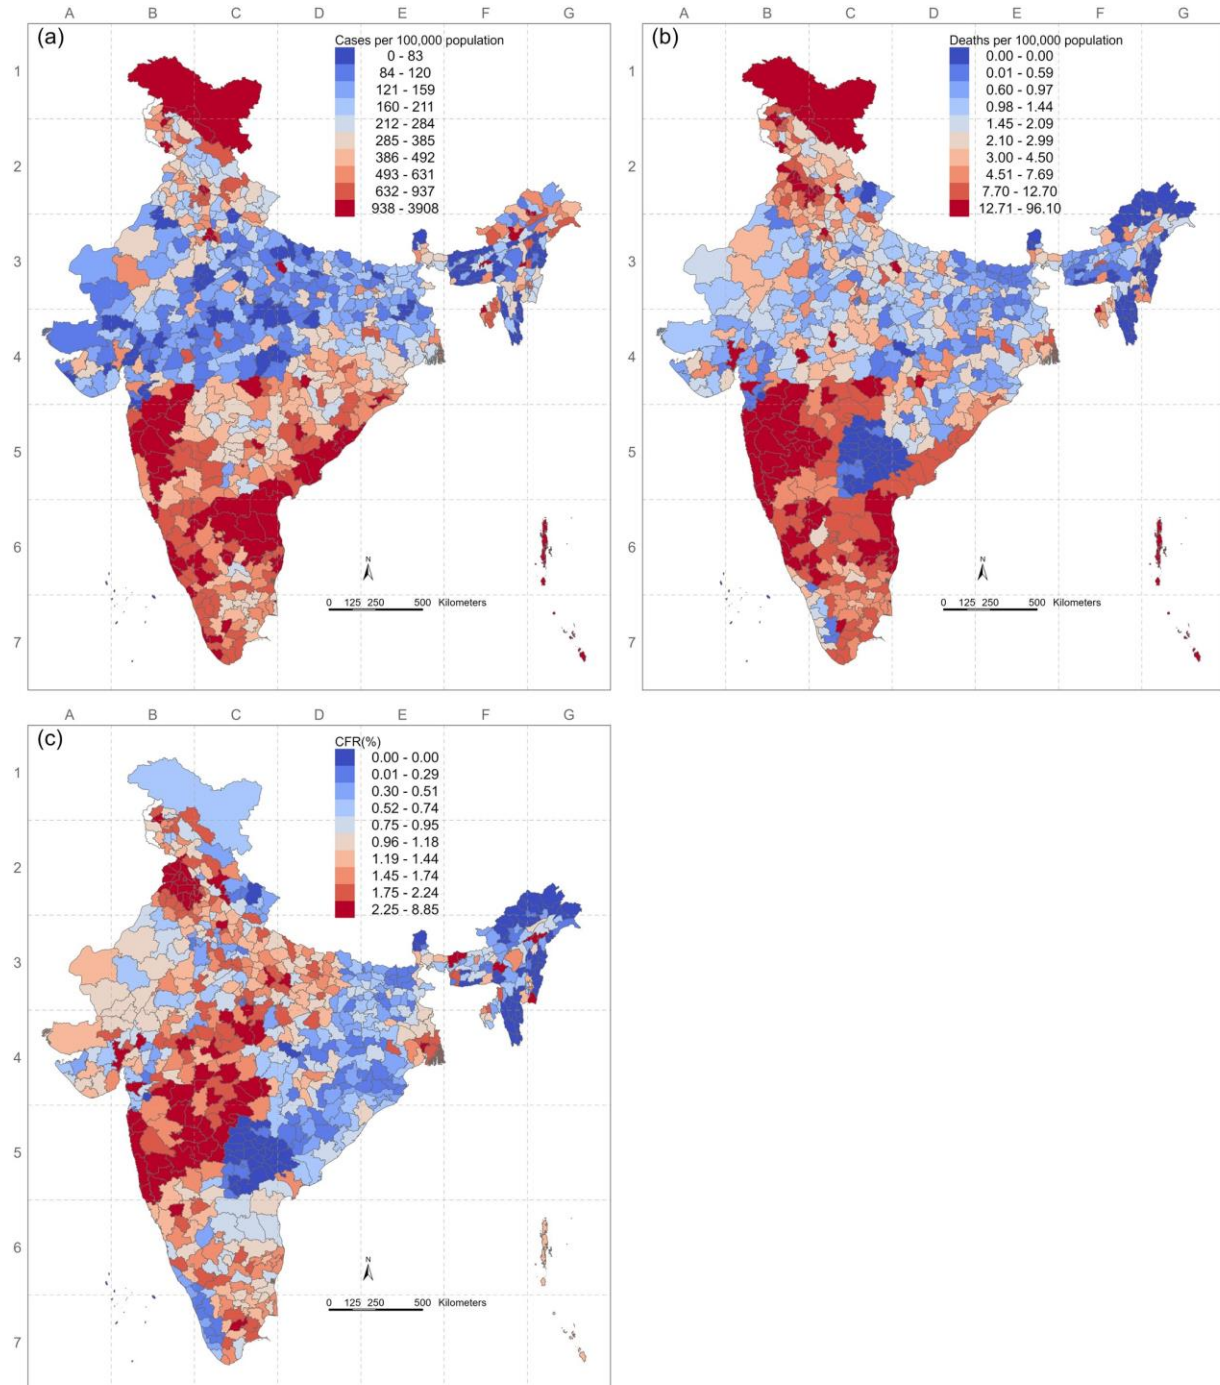 A B C D E F G
(a)
Cases per 100,000 population
0 - 83
84 - 120
121 - 159
160 - 211
212 - 284
285 - 385
386 - 492
493 - 631
632 - 937
938 - 3908
1
2
3
4
5
6
7
N
0 125 250 500 Kilometers
A B C D E F G
(b)
Deaths per 100,000 population
0.00 - 0.00
0.01 - 0.59
0.60 - 0.97
0.98 - 1.44
1.45 - 2.09
2.10 - 2.99
3.00 - 4.50
4.51 - 7.69
7.70 - 12.70
12.71 - 96.10
1
2
3
4
5
6
7
N
0 125 250 500 Kilometers
A B C D E F G
(c)
CFR(%)
0.00 - 0.00
0.01 - 0.29
0.30 - 0.51
0.52 - 0.74
0.75 - 0.95
0.96 - 1.18
1.19 - 1.44
1.45 - 1.74
1.75 - 2.24
2.25 - 8.85
1
2
3
4
5
6
7
N
0 125 250 500 Kilometers